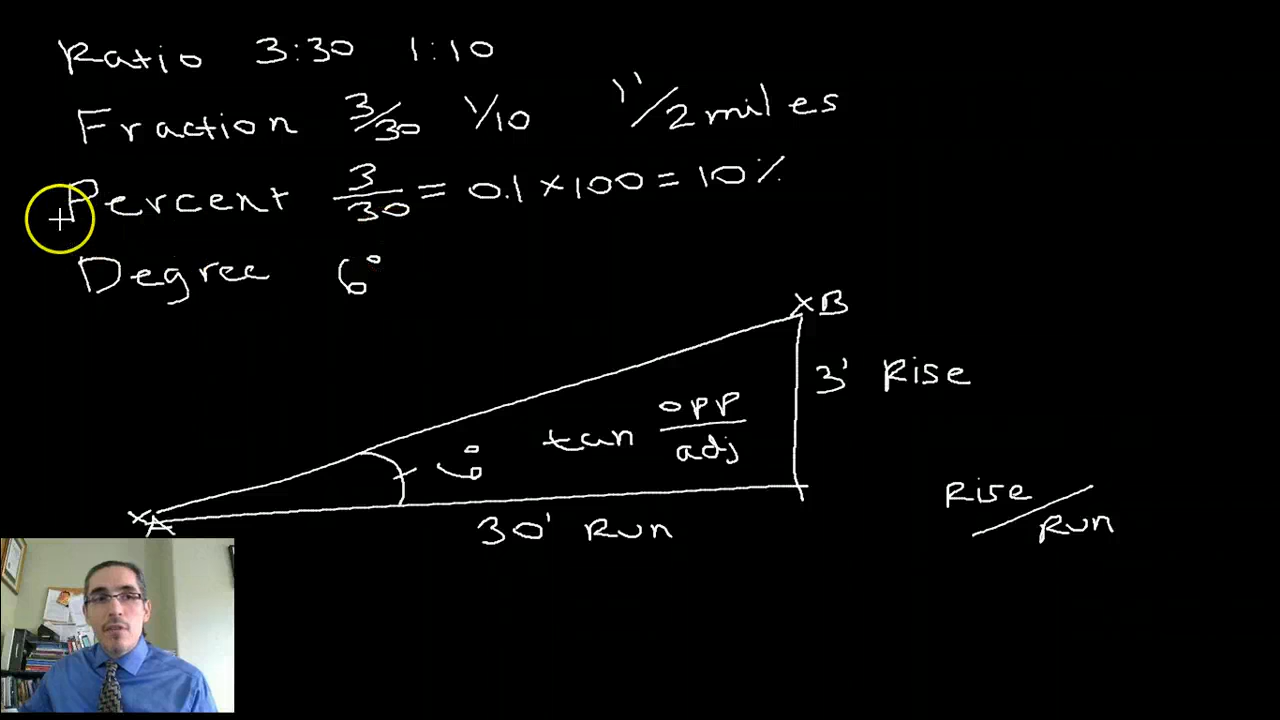 Ratio 3:30 1:10
Fraction 3/30 1/10 1'/2 miles
Percent 3/30 = 0.1 × 100 = 10%
Degree 6°
× B
3' Rise
tan opp/adj
6°
Rise/Run
× A
30' Run